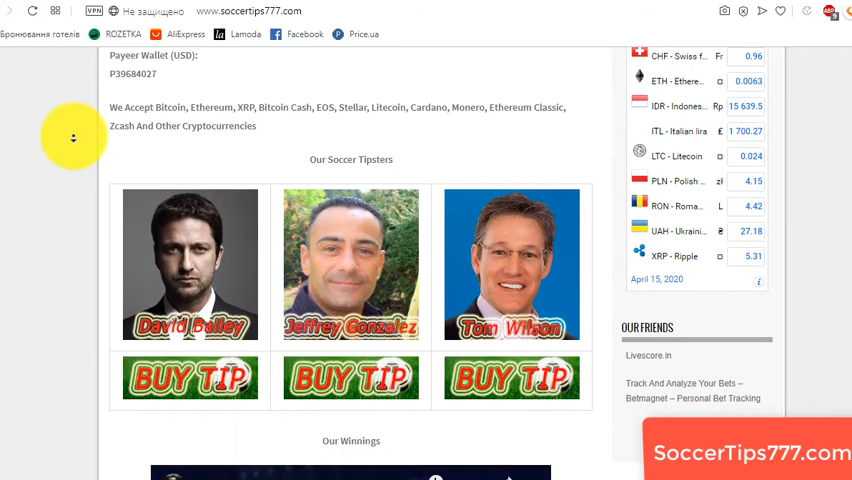 VPN Не защищено www.soccertips777.com
Бронювання готелів ROZETKA AliExpress la Lamoda Facebook Price.ua
Payeer Wallet (USD):
P39684027
We Accept Bitcoin, Ethereum, XRP, Bitcoin Cash, EOS, Stellar, Litecoin, Cardano, Monero, Ethereum Classic,
Zcash And Other Cryptocurrencies
Our Soccer Tipsters
David Bailey Jeffrey Gonzalez Tom Wilson
BUY TIP BUY TIP BUY TIP
Our Winnings
CHF - Swiss f... Fr 0.96
ETH - Ethere... ¤ 0.0063
IDR - Indones... Rp 15 639.5
ITL - Italian lira £ 1 700.27
LTC - Litecoin ¤ 0.024
PLN - Polish ... zł 4.15
RON - Roma... L 4.42
UAH - Ukraini... ₴ 27.18
XRP - Ripple ¤ 5.31
April 15, 2020 i
OUR FRIENDS
Livescore.in
Track And Analyze Your Bets –
Betmagnet – Personal Bet Tracking
SoccerTips777.com